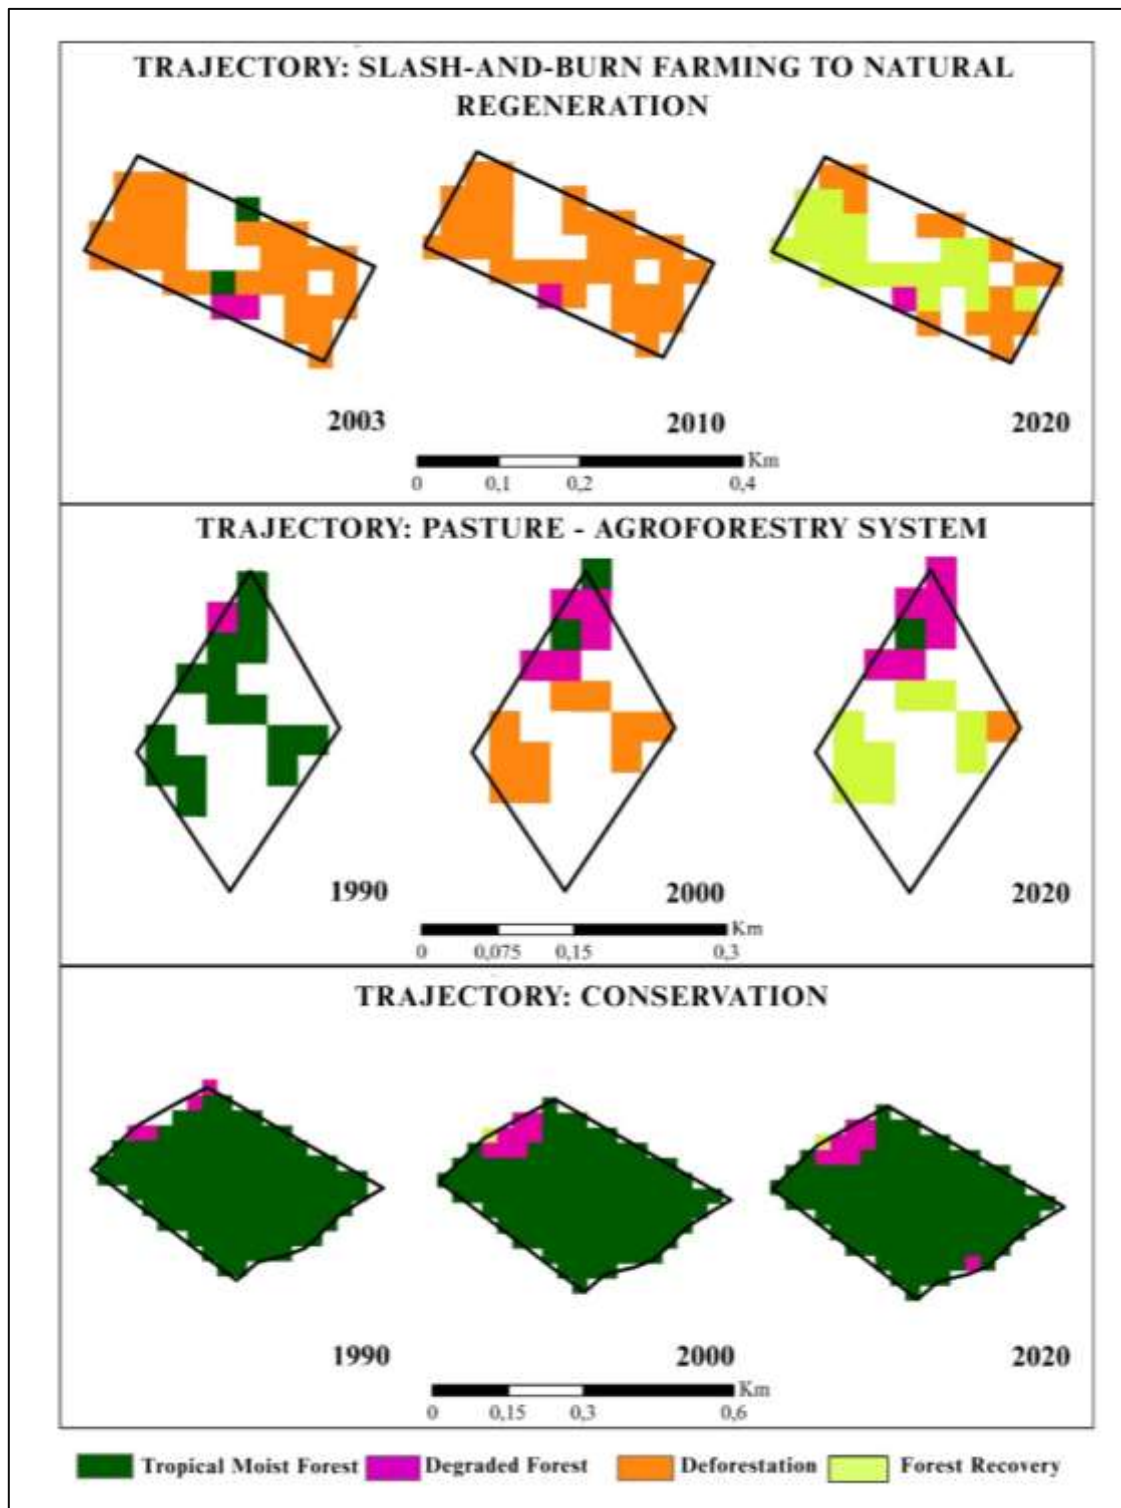 TRAJECTORY: SLASH-AND-BURN FARMING TO NATURAL
REGENERATION
2003 2010 2020
Km
0 0,1 0,2 0,4
TRAJECTORY: PASTURE - AGROFORESTRY SYSTEM
1990 2000 2020
Km
0 0,075 0,15 0,3
TRAJECTORY: CONSERVATION
1990 2000 2020
Km
0 0,15 0,3 0,6
Tropical Moist Forest Degraded Forest Deforestation Forest Recovery